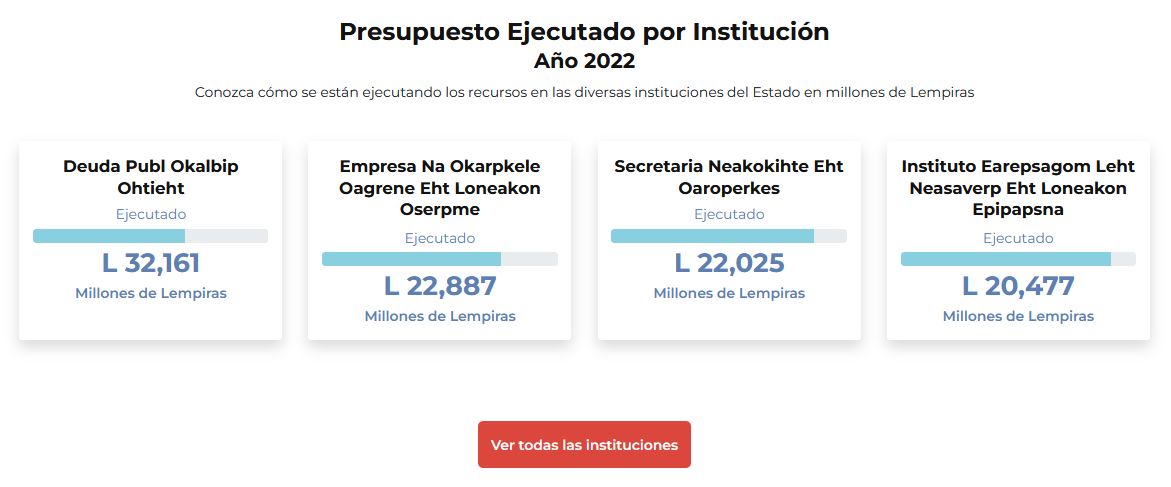 Presupuesto Ejecutado por Institución
Año 2022
Conozca cómo se están ejecutando los recursos en las diversas instituciones del Estado en millones de Lempiras
Deuda Publ Okalbip
Ohtieht
Ejecutado
L 32,161
Millones de Lempiras
Empresa Na Okarpkele
Oagrene Eht Loneakon
Oserpme
Ejecutado
L 22,887
Millones de Lempiras
Secretaria Neakokihte Eht
Oaroperkes
Ejecutado
L 22,025
Millones de Lempiras
Instituto Earepsagom Leht
Neasaverp Eht Loneakon
Epipapsna
Ejecutado
L 20,477
Millones de Lempiras
Ver todas las instituciones